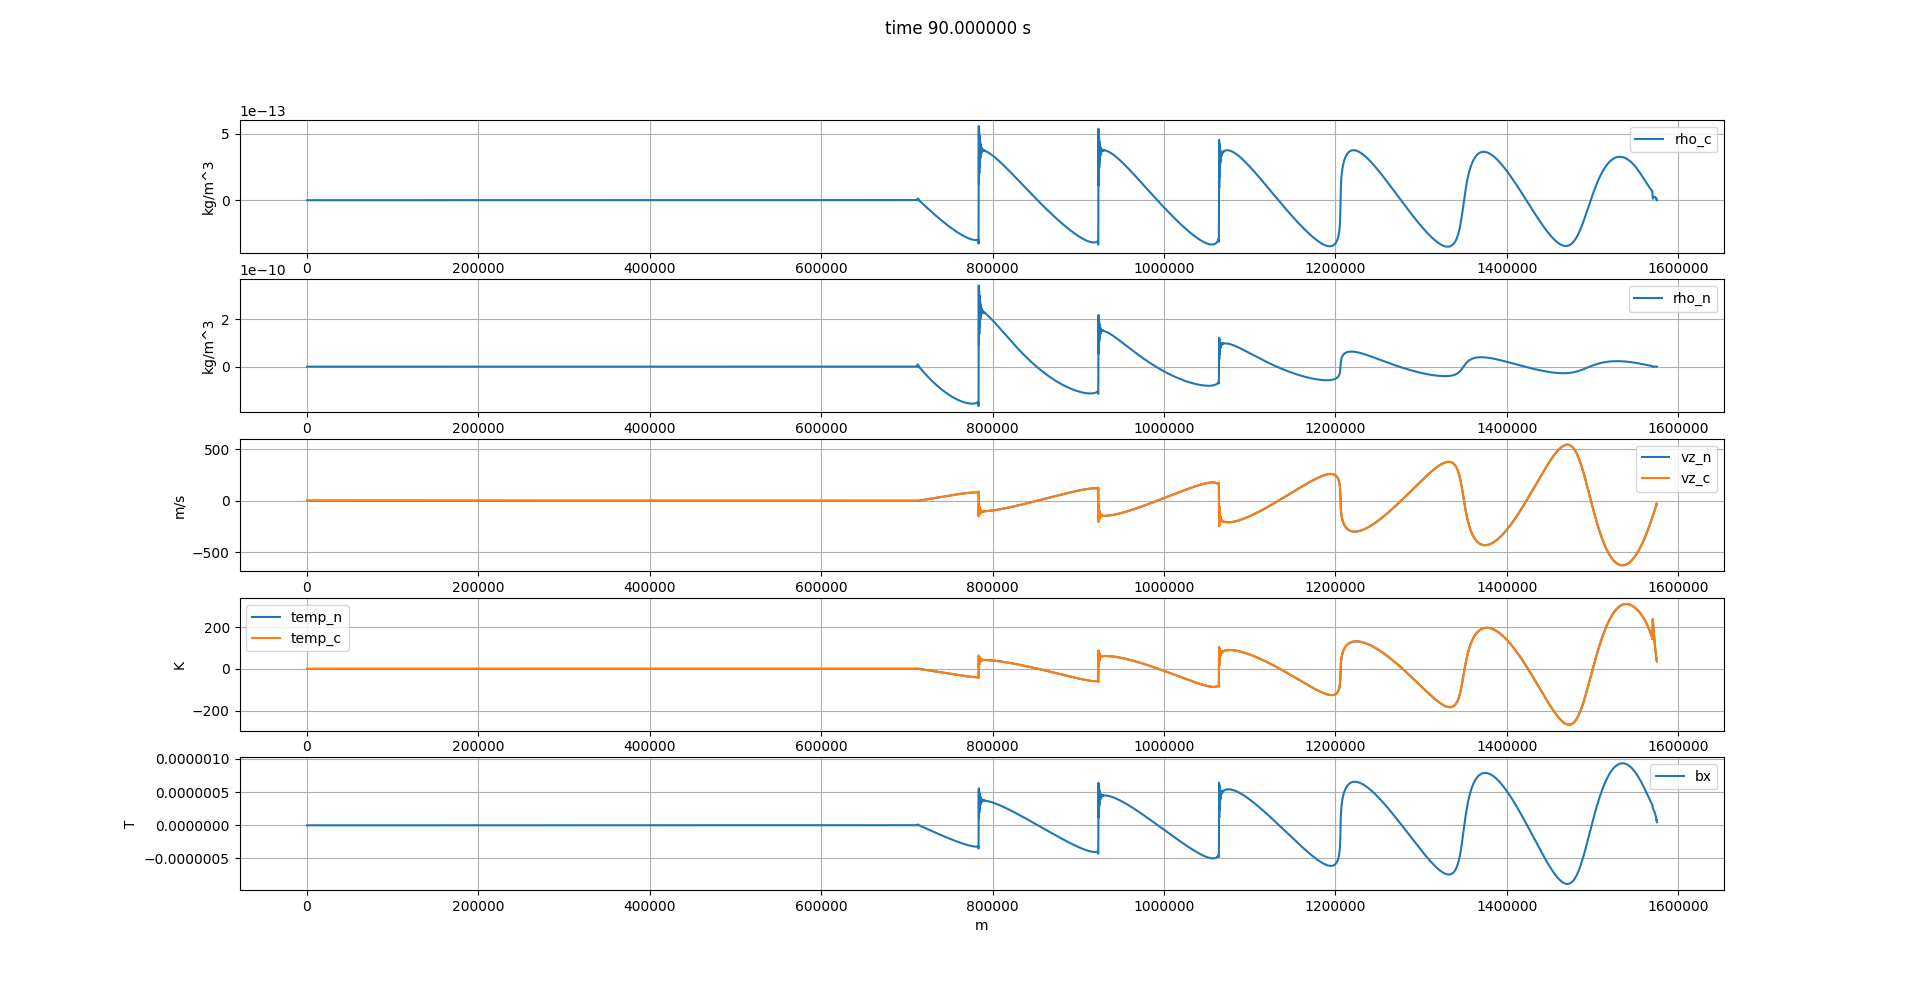 time 90.000000 s
1e−13
5
0
kg/m^3
rho_c
0 200000 400000 600000 800000 1000000 1200000 1400000 1600000
1e−10
2
0
kg/m^3
rho_n
0 200000 400000 600000 800000 1000000 1200000 1400000 1600000
500
0
−500
m/s
vz_n
vz_c
0 200000 400000 600000 800000 1000000 1200000 1400000 1600000
200
0
−200
K
temp_n
temp_c
0 200000 400000 600000 800000 1000000 1200000 1400000 1600000
0.0000010
0.0000005
0.0000000
−0.0000005
T
bx
0 200000 400000 600000 800000 1000000 1200000 1400000 1600000
m